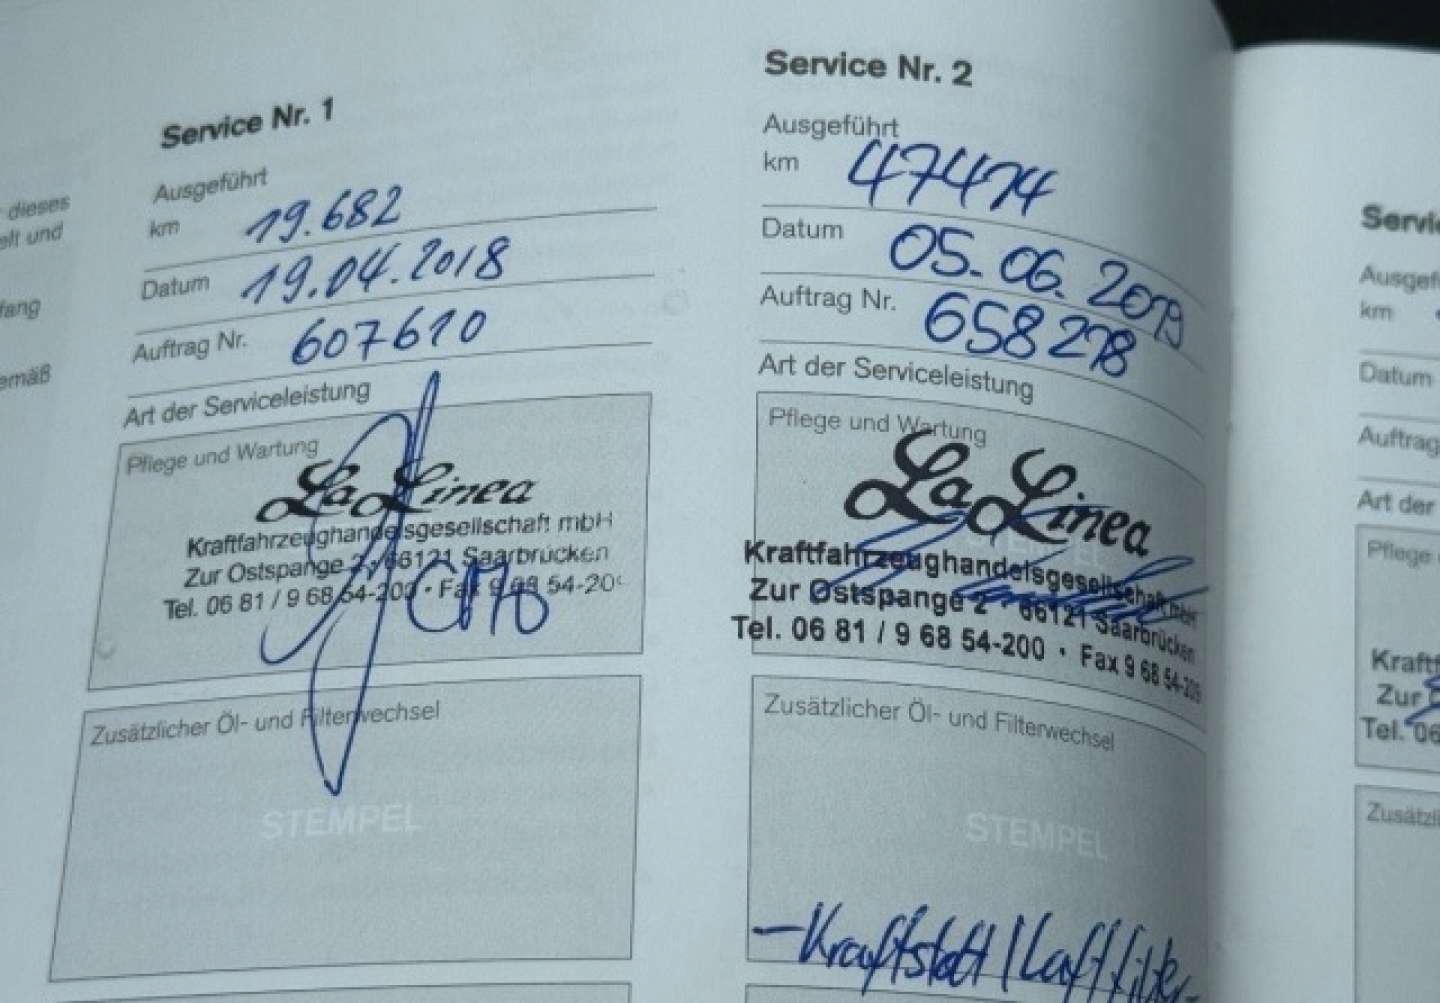 dieses
elt und
fang
emäß
Service Nr. 1
Ausgeführt
km 19.682
Datum 19.04.2018
Auftrag Nr. 607610
Art der Serviceleistung
Pflege und Wartung
La Linea
Kraftfahrzeughandelsgesellschaft mbH
Zur Ostspange 2 · 66121 Saarbrücken
Tel. 06 81 / 9 68 54-200 · Fax 9 68 54-20
Zusätzlicher Öl- und Filterwechsel
STEMPEL
Service Nr. 2
Ausgeführt
km 47474
Datum 05.06.2019
Auftrag Nr. 658278
Art der Serviceleistung
Pflege und Wartung
La Linea
Kraftfahrzeughandelsgesellschaft mbH
Zur Ostspange 2 · 66121 Saarbrücken
Tel. 06 81 / 9 68 54-200 · Fax 9 68 54-209
Zusätzlicher Öl- und Filterwechsel
STEMPEL
– Kraftstoff/Luftfilter-
Servi
Ausgef
km
Datum
Auftrag
Art der
Pflege
Kraftf
Zur
Tel. 06
Zusätzli